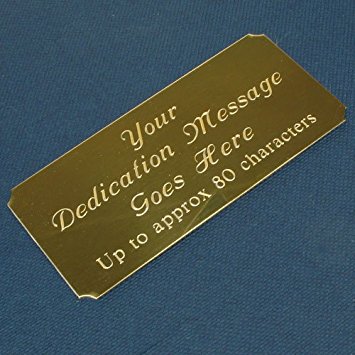 Your
Dedication Message
Goes Here
Up to approx 80 characters